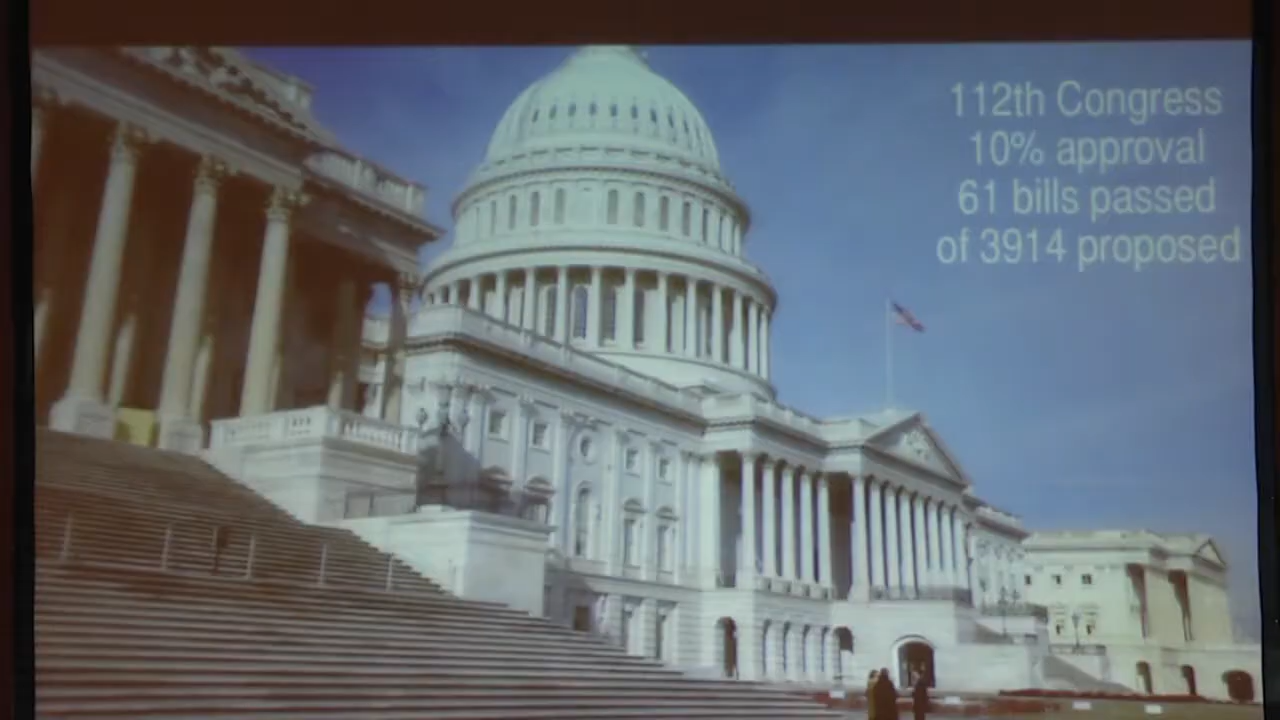 112th Congress
10% approval
61 bills passed
of 3914 proposed